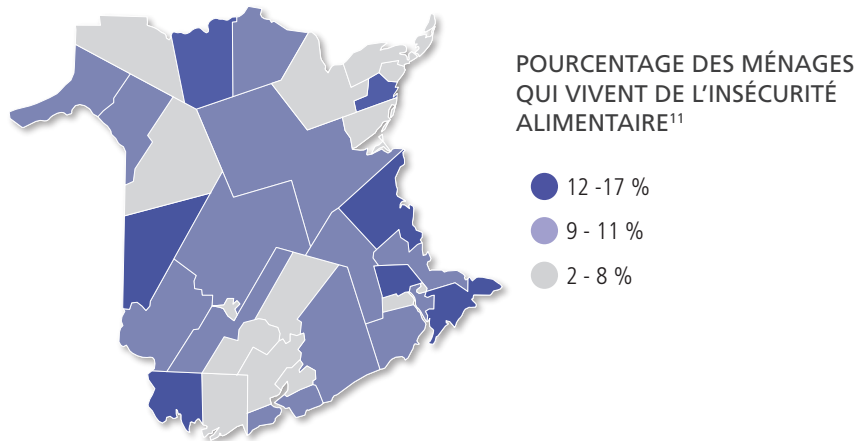 POURCENTAGE DES MÉNAGES
QUI VIVENT DE L'INSÉCURITÉ
ALIMENTAIRE¹¹
12 -17 %
9 - 11 %
2 - 8 %